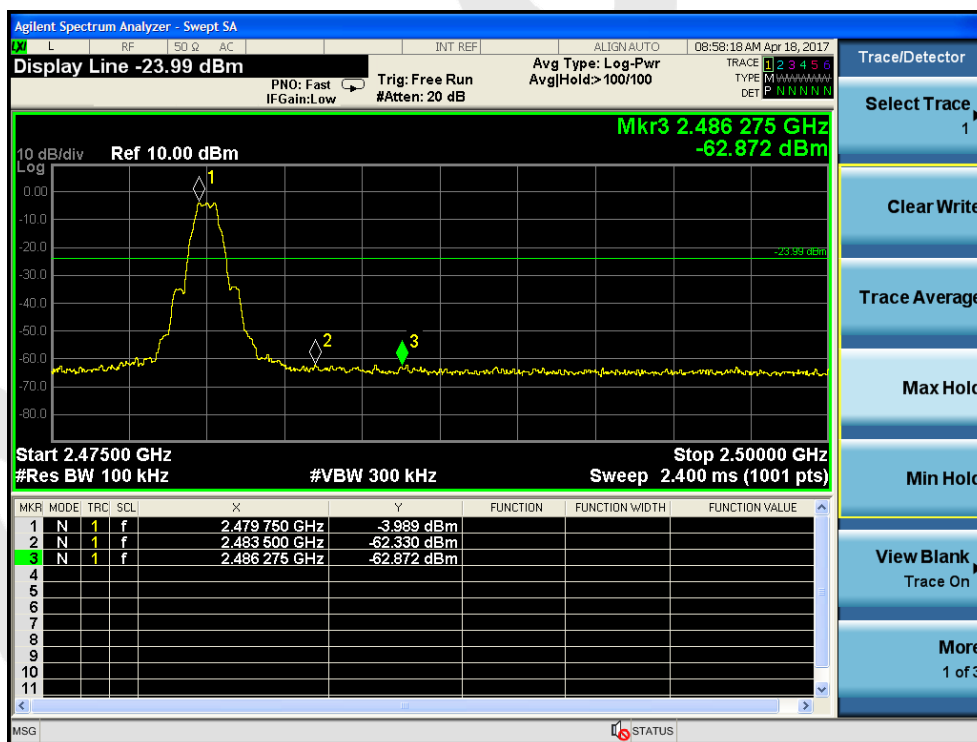 Agilent Spectrum Analyzer - Swept SA
LXI L RF 50 Ω AC INT REF ALIGN AUTO 08:58:18 AM Apr 18, 2017
Display Line -23.99 dBm
PNO: Fast
IFGain:Low
Trig: Free Run
#Atten: 20 dB
Avg Type: Log-Pwr
Avg|Hold:>100/100
TRACE 1 2 3 4 5 6
TYPE M
DET P N N N N N
Mkr3 2.486 275 GHz
-62.872 dBm
10 dB/div Ref 10.00 dBm
Log
0.00
-10.0
-20.0
-30.0
-40.0
-50.0
-60.0
-70.0
-80.0
1
2
3
-23.99 dBm
Start 2.47500 GHz Stop 2.50000 GHz
#Res BW 100 kHz #VBW 300 kHz Sweep 2.400 ms (1001 pts)
MKR MODE TRC SCL X Y FUNCTION FUNCTION WIDTH FUNCTION VALUE
1 N 1 f 2.479 750 GHz -3.989 dBm
2 N 1 f 2.483 500 GHz -62.330 dBm
3 N 1 f 2.486 275 GHz -62.872 dBm
4
5
6
7
8
9
10
11
MSG STATUS
Trace/Detector
Select Trace
1
Clear Write
Trace Average
Max Hold
Min Hold
View Blank
Trace On
More
1 of 3